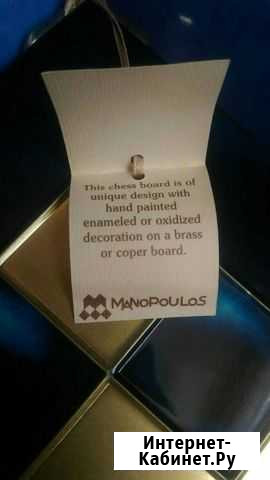 This chess board is of
unique design with
hand painted
enameled or oxidized
decoration on a brass
or coper board.
MANOPOULOS
Интернет-
Кабинет.Ру